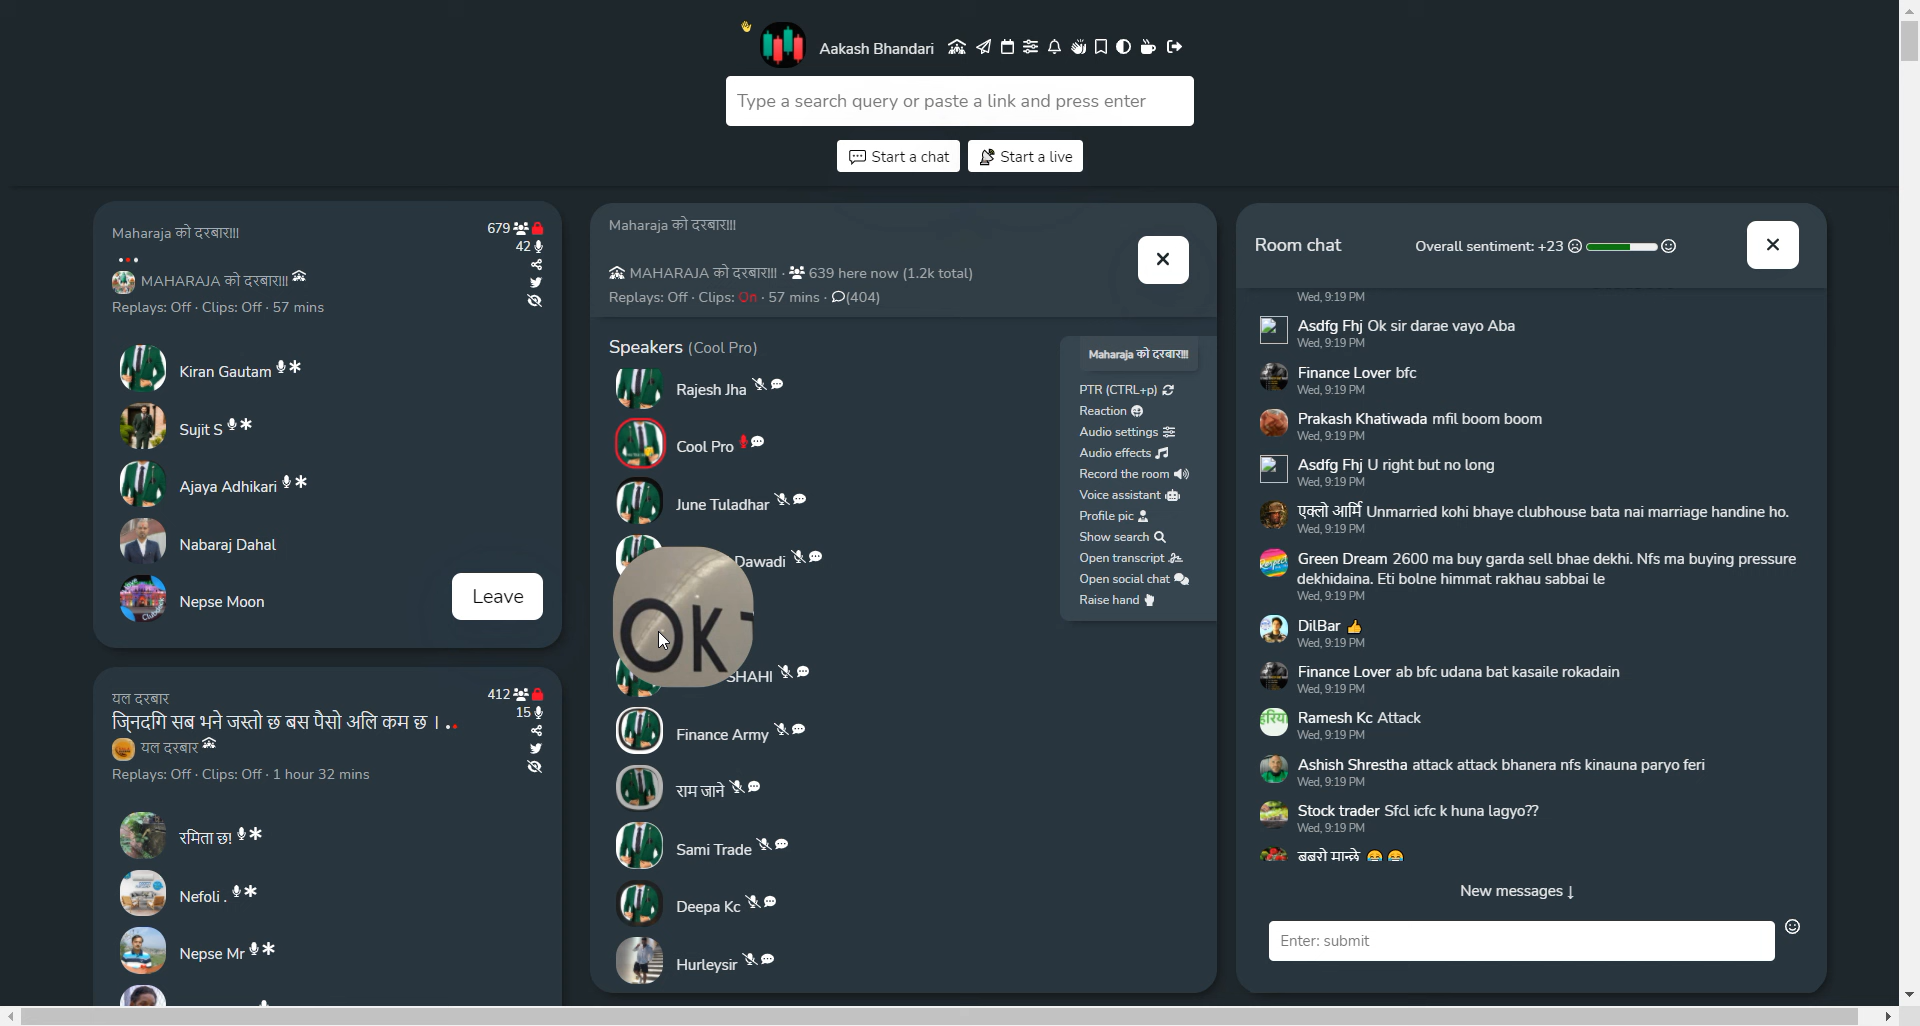 Aakash Bhandari
Type a search query or paste a link and press enter
Start a chat
Start a live
Maharaja को दरबार!!!
679
42
MAHARAJA को दरबार!!!
Replays: Off · Clips: Off · 57 mins
Kiran Gautam
Sujit S
Ajaya Adhikari
Nabaraj Dahal
Nepse Moon
Leave
यल दरबार
412
जि्नदगि सब भने जस्तो छ बस पैसो अलि कम छ ।
15
यल दरबार
Replays: Off · Clips: Off · 1 hour 32 mins
रमिता छ!
Nefoli .
Nepse Mr
Maharaja को दरबार!!!
MAHARAJA को दरबार!!! · 639 here now (1.2k total)
Replays: Off · Clips: On · 57 mins · (404)
Speakers (Cool Pro)
Rajesh Jha
Cool Pro
June Tuladhar
Dawadi
OK
SHAHI
Finance Army
राम जाने
Sami Trade
Deepa Kc
Hurleysir
Maharaja को दरबार!!!
PTR (CTRL+p)
Reaction
Audio settings
Audio effects
Record the room
Voice assistant
Profile pic
Show search
Open transcript
Open social chat
Raise hand
Room chat
Overall sentiment: +23
Wed, 9:19 PM
Asdfg Fhj Ok sir darae vayo Aba
Wed, 9:19 PM
Finance Lover bfc
Wed, 9:19 PM
Prakash Khatiwada mfil boom boom
Wed, 9:19 PM
Asdfg Fhj U right but no long
Wed, 9:19 PM
एक्लो आर्मि Unmarried kohi bhaye clubhouse bata nai marriage handine ho.
Wed, 9:19 PM
Green Dream 2600 ma buy garda sell bhae dekhi. Nfs ma buying pressure
dekhidaina. Eti bolne himmat rakhau sabbai le
Wed, 9:19 PM
DilBar 👍
Wed, 9:19 PM
Finance Lover ab bfc udana bat kasaile rokadain
Wed, 9:19 PM
Ramesh Kc Attack
Wed, 9:19 PM
Ashish Shrestha attack attack bhanera nfs kinauna paryo feri
Wed, 9:19 PM
Stock trader Sfcl icfc k huna lagyo??
Wed, 9:19 PM
बबरो मान्छे 😂 😂
New messages ↓
Enter: submit